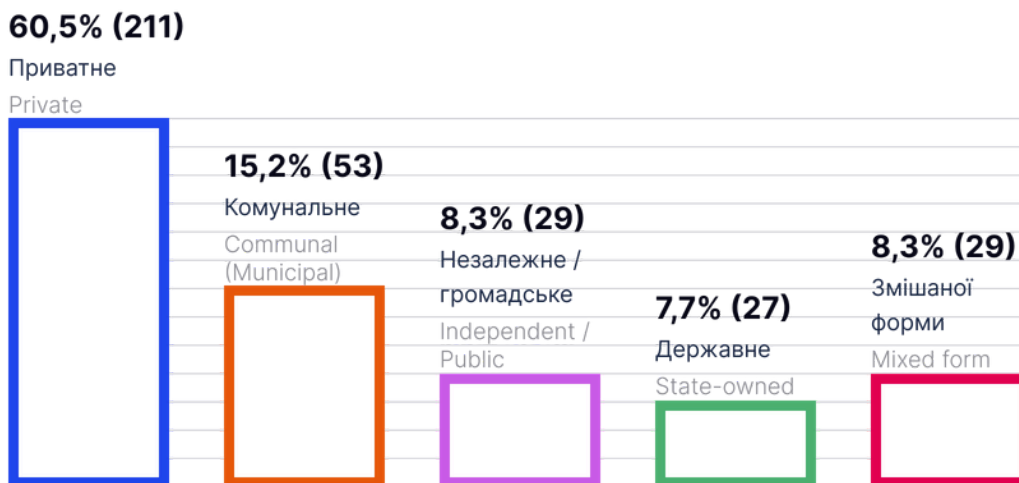 60,5% (211)
Приватне
Private
15,2% (53)
Комунальне
Communal
(Municipal)
8,3% (29)
Незалежне /
громадське
Independent /
Public
7,7% (27)
Державне
State-owned
8,3% (29)
Змішаної
форми
Mixed form